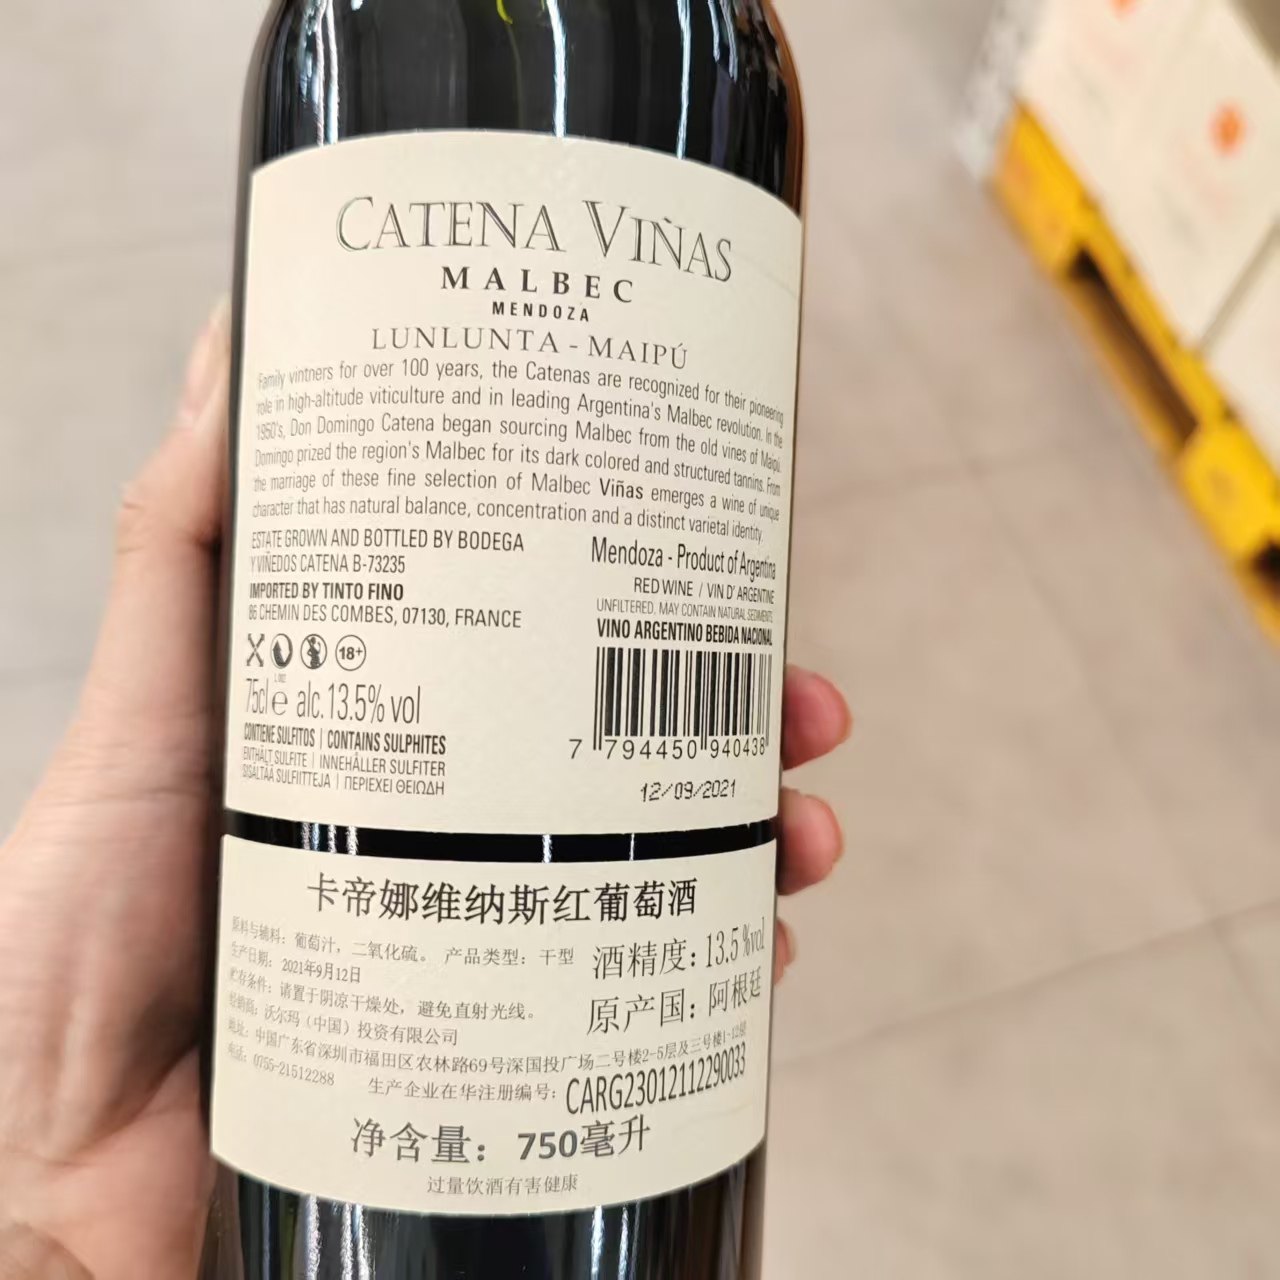 CATENA VIÑAS
MALBEC
MENDOZA
LUNLUNTA - MAIPÚ
Family vintners for over 100 years, the Catenas are recognized for their pioneering
role in high-altitude viticulture and in leading Argentina's Malbec revolution. In the
1950's, Don Domingo Catena began sourcing Malbec from the old vines of Maipú.
Domingo prized the region's Malbec for its dark colored and structured tannins. From
the marriage of these fine selection of Malbec Viñas emerges a wine of unique
character that has natural balance, concentration and a distinct varietal identity.
ESTATE GROWN AND BOTTLED BY BODEGA
Y VIÑEDOS CATENA B-73235
IMPORTED BY TINTO FINO
86 CHEMIN DES COMBES, 07130, FRANCE
18+
75cl e alc. 13.5% vol
CONTIENE SULFITOS | CONTAINS SULPHITES
ENTHÄLT SULFITE | INNEHÅLLER SULFITER
SISÄLTÄÄ SULFIITTEJA | ΠΕΡΙΕΧΕΙ ΘΕΙΩΔΗ
Mendoza - Product of Argentina
RED WINE / VIN D'ARGENTINE
UNFILTERED, MAY CONTAIN NATURAL SEDIMENTS
VINO ARGENTINO BEBIDA NACIONAL
7 794450 940438
12/09/2021
卡帝娜维纳斯红葡萄酒
原料与辅料：葡萄汁，二氧化硫。 产品类型：干型
生产日期：2021年9月12日
贮存条件：请置于阴凉干燥处，避免直射光线。
经销商：沃尔玛（中国）投资有限公司
地址：中国广东省深圳市福田区农林路69号深国投广场二号楼2-5层及三号楼1-12层
电话：0755-21512288
酒精度：13.5%vol
原产国：阿根廷
生产企业在华注册编号：CARG23012112290033
净含量：750毫升
过量饮酒有害健康